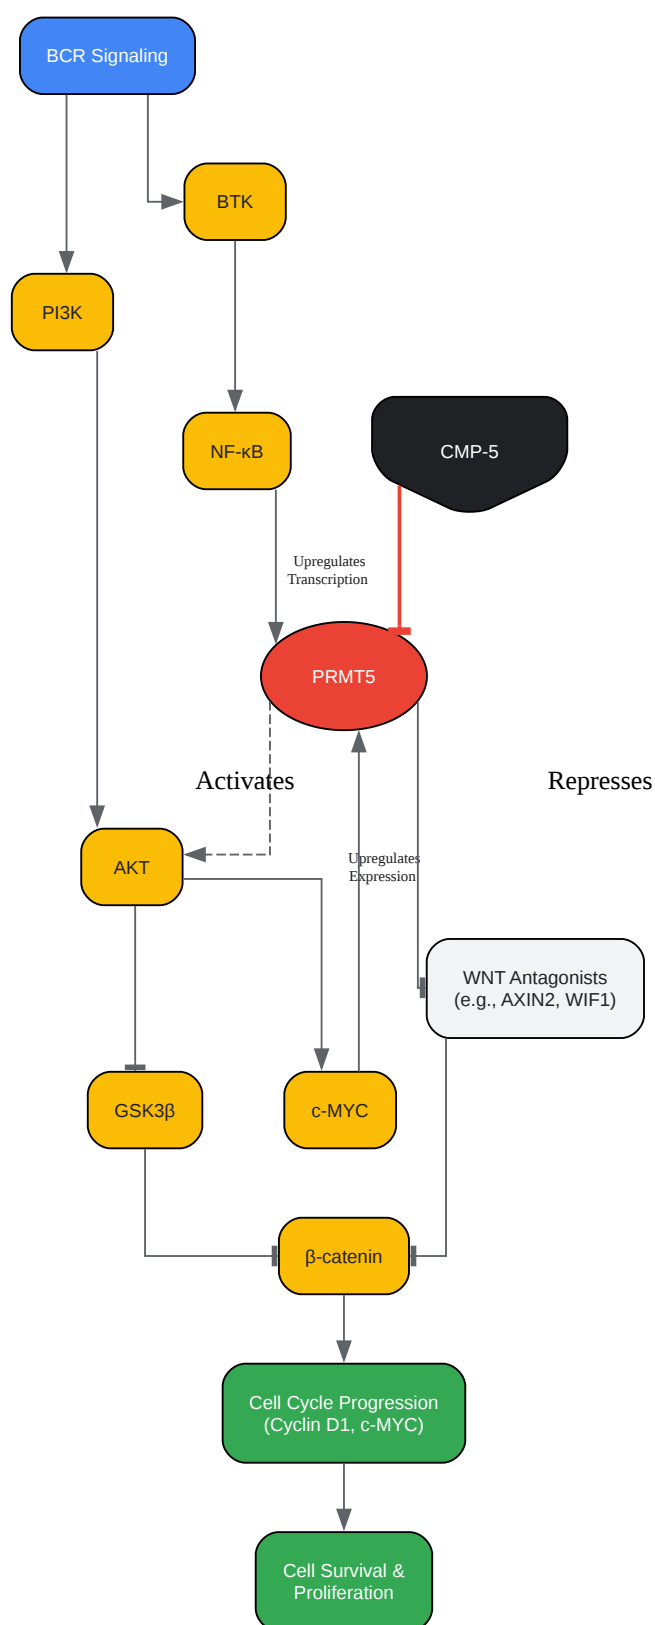 BCR Signaling
BTK
PI3K
NF-κB
CMP-5
Upregulates
Transcription
PRMT5
Activates
Represses
Upregulates
Expression
AKT
WNT Antagonists
(e.g., AXIN2, WIF1)
GSK3β
c-MYC
β-catenin
Cell Cycle Progression
(Cyclin D1, c-MYC)
Cell Survival &
Proliferation